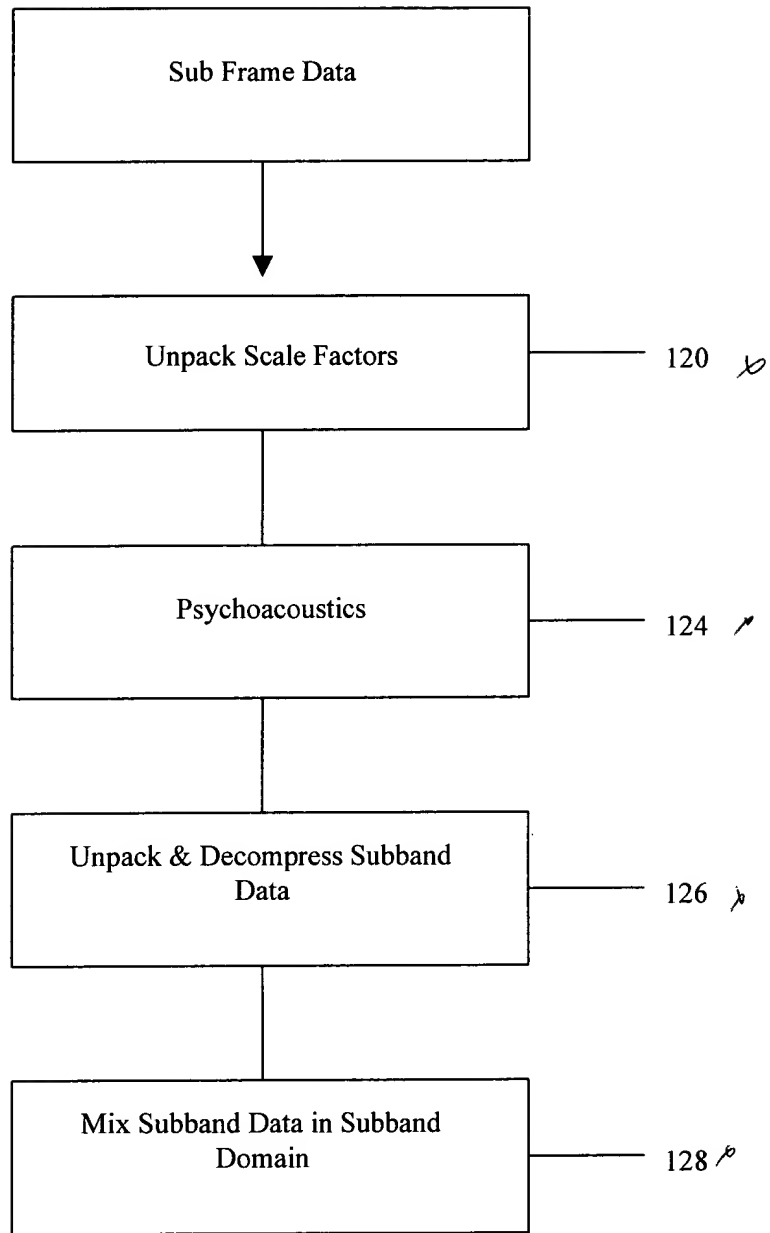 Sub Frame Data
Unpack Scale Factors
120
Psychoacoustics
124
Unpack & Decompress Subband
Data
126
Mix Subband Data in Subband
Domain
128